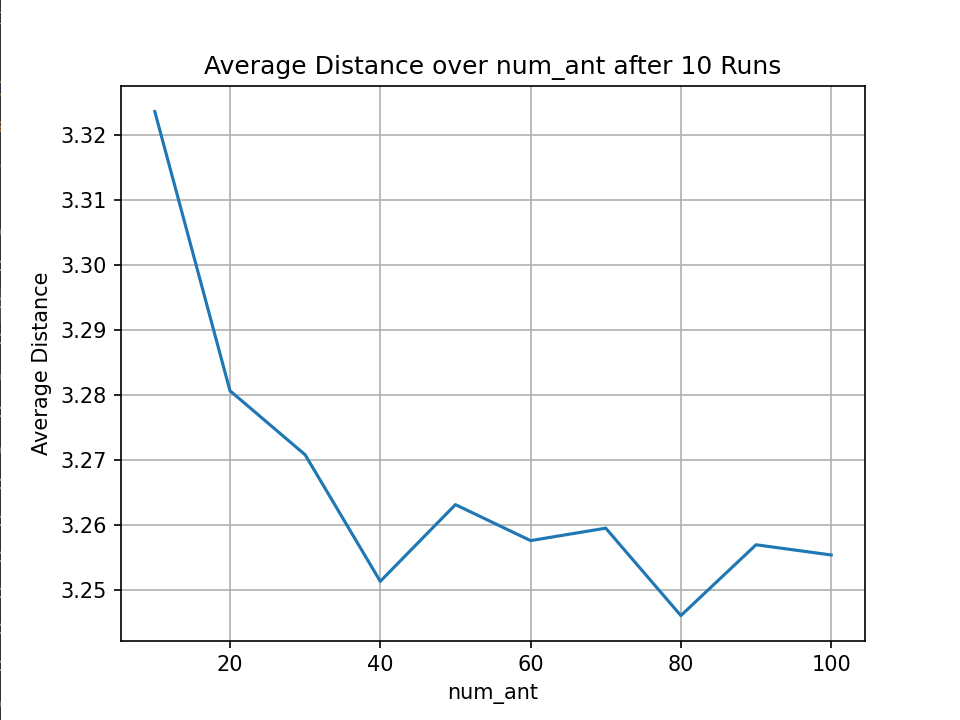 Average Distance over num_ant after 10 Runs
Average Distance
3.32
3.31
3.30
3.29
3.28
3.27
3.26
3.25
20 40 60 80 100
num_ant